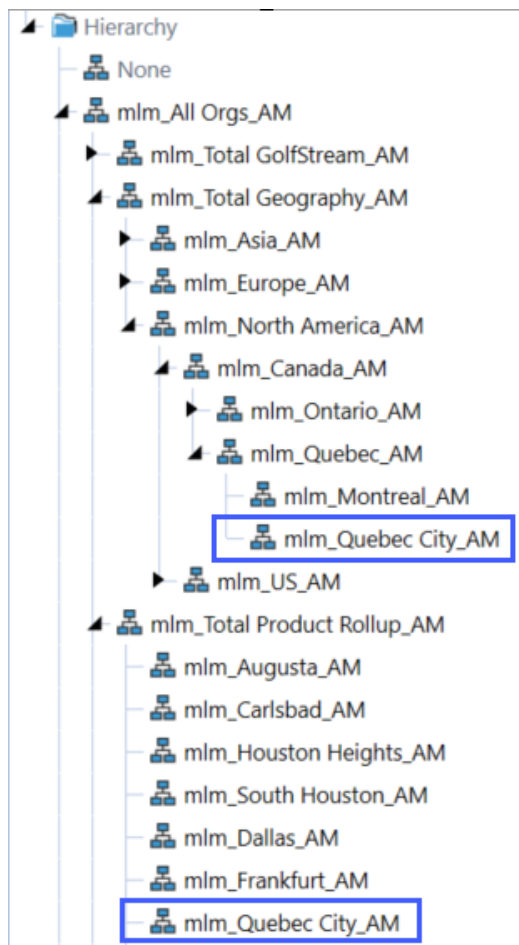 Hierarchy
None
mlm_All Orgs_AM
mlm_Total GolfStream_AM
mlm_Total Geography_AM
mlm_Asia_AM
mlm_Europe_AM
mlm_North America_AM
mlm_Canada_AM
mlm_Ontario_AM
mlm_Quebec_AM
mlm_Montreal_AM
mlm_Quebec City_AM
mlm_US_AM
mlm_Total Product Rollup_AM
mlm_Augusta_AM
mlm_Carlsbad_AM
mlm_Houston Heights_AM
mlm_South Houston_AM
mlm_Dallas_AM
mlm_Frankfurt_AM
mlm_Quebec City_AM